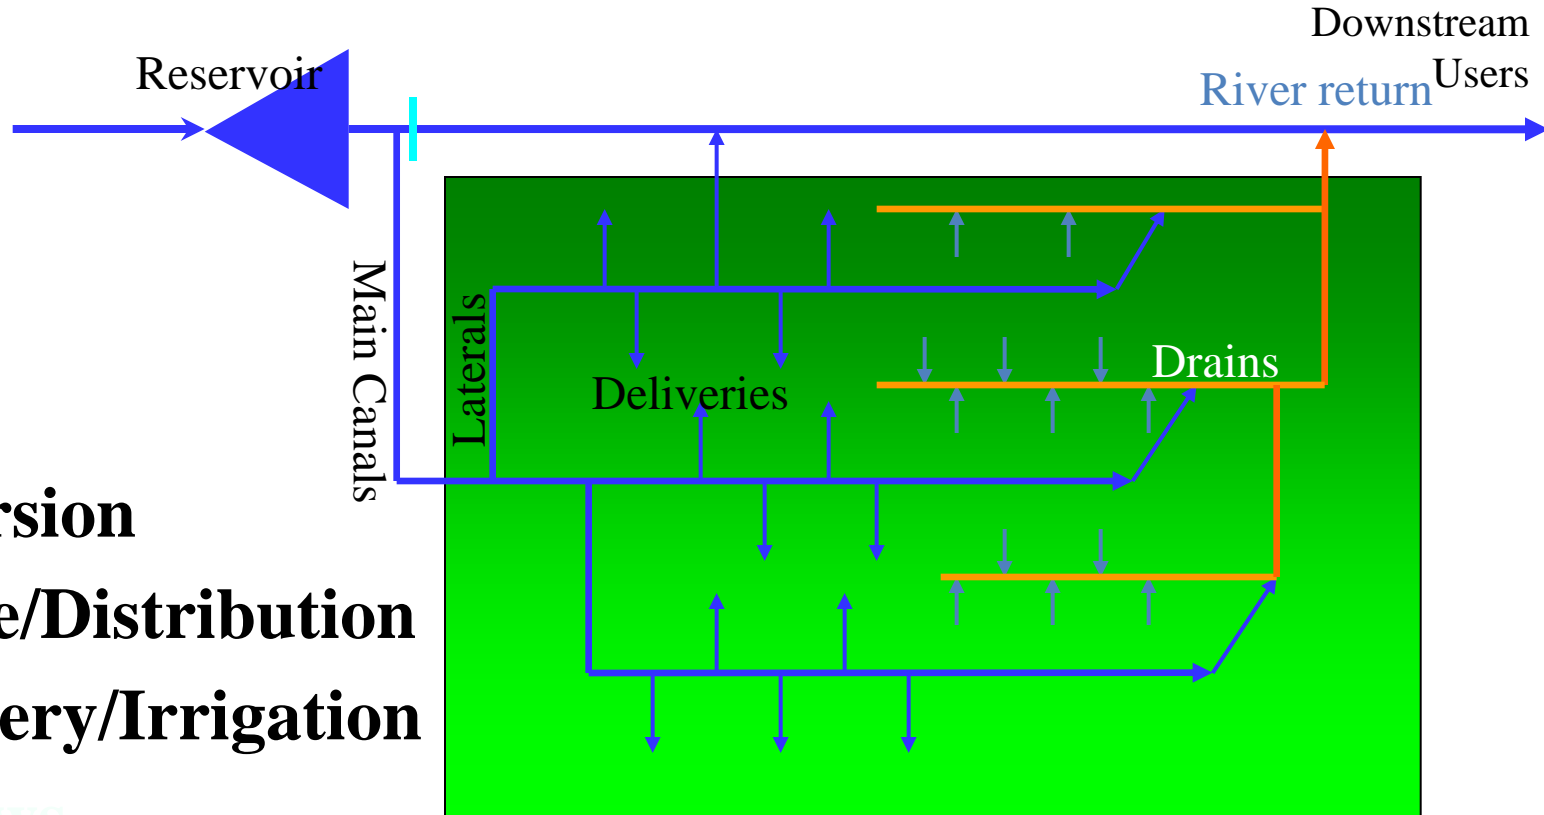 Downstream
Users
Reservoir
River return
Main Canals
Laterals
Deliveries
Drains
rsion
e/Distribution
ery/Irrigation